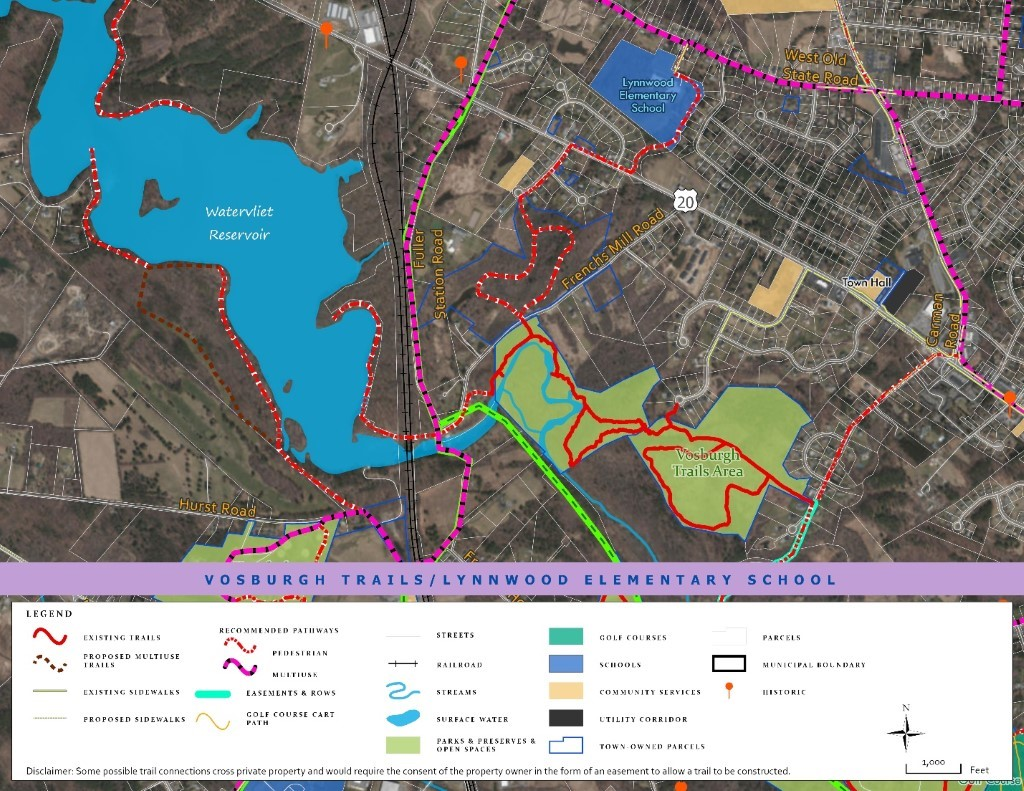 West Old
State Road
Lynnwood
Elementary
School
20
Watervliet
Reservoir
Fuller
Station Road
Frenchs Mill Road
Town Hall
Carman
Road
Vosburgh
Trails Area
Hurst Road
VOSBURGH TRAILS/LYNNWOOD ELEMENTARY SCHOOL
LEGEND
EXISTING TRAILS
PROPOSED MULTIUSE
TRAILS
EXISTING SIDEWALKS
PROPOSED SIDEWALKS
RECOMMENDED PATHWAYS
PEDESTRIAN
MULTIUSE
EASEMENTS & ROWS
GOLF COURSE CART
PATH
STREETS
RAILROAD
STREAMS
SURFACE WATER
PARKS & PRESERVES &
OPEN SPACES
GOLF COURSES
SCHOOLS
COMMUNITY SERVICES
UTILITY CORRIDOR
TOWN-OWNED PARCELS
PARCELS
MUNICIPAL BOUNDARY
HISTORIC
N
1,000
Feet
Disclaimer: Some possible trail connections cross private property and would require the consent of the property owner in the form of an easement to allow a trail to be constructed.
Golf Course